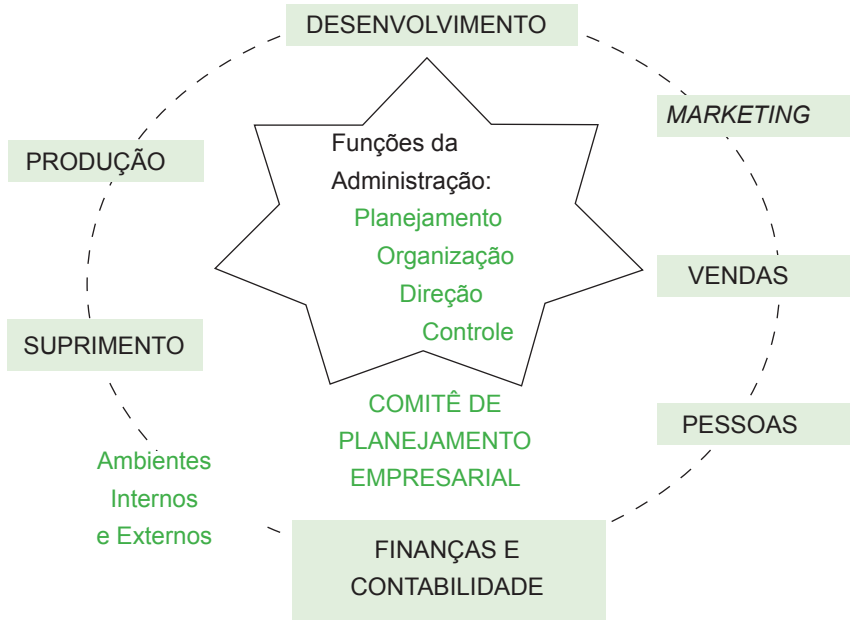 DESENVOLVIMENTO
MARKETING
PRODUÇÃO
Funções da
Administração:
Planejamento
Organização
Direção
Controle
VENDAS
SUPRIMENTO
PESSOAS
COMITÊ DE
PLANEJAMENTO
EMPRESARIAL
Ambientes
Internos
e Externos
FINANÇAS E
CONTABILIDADE